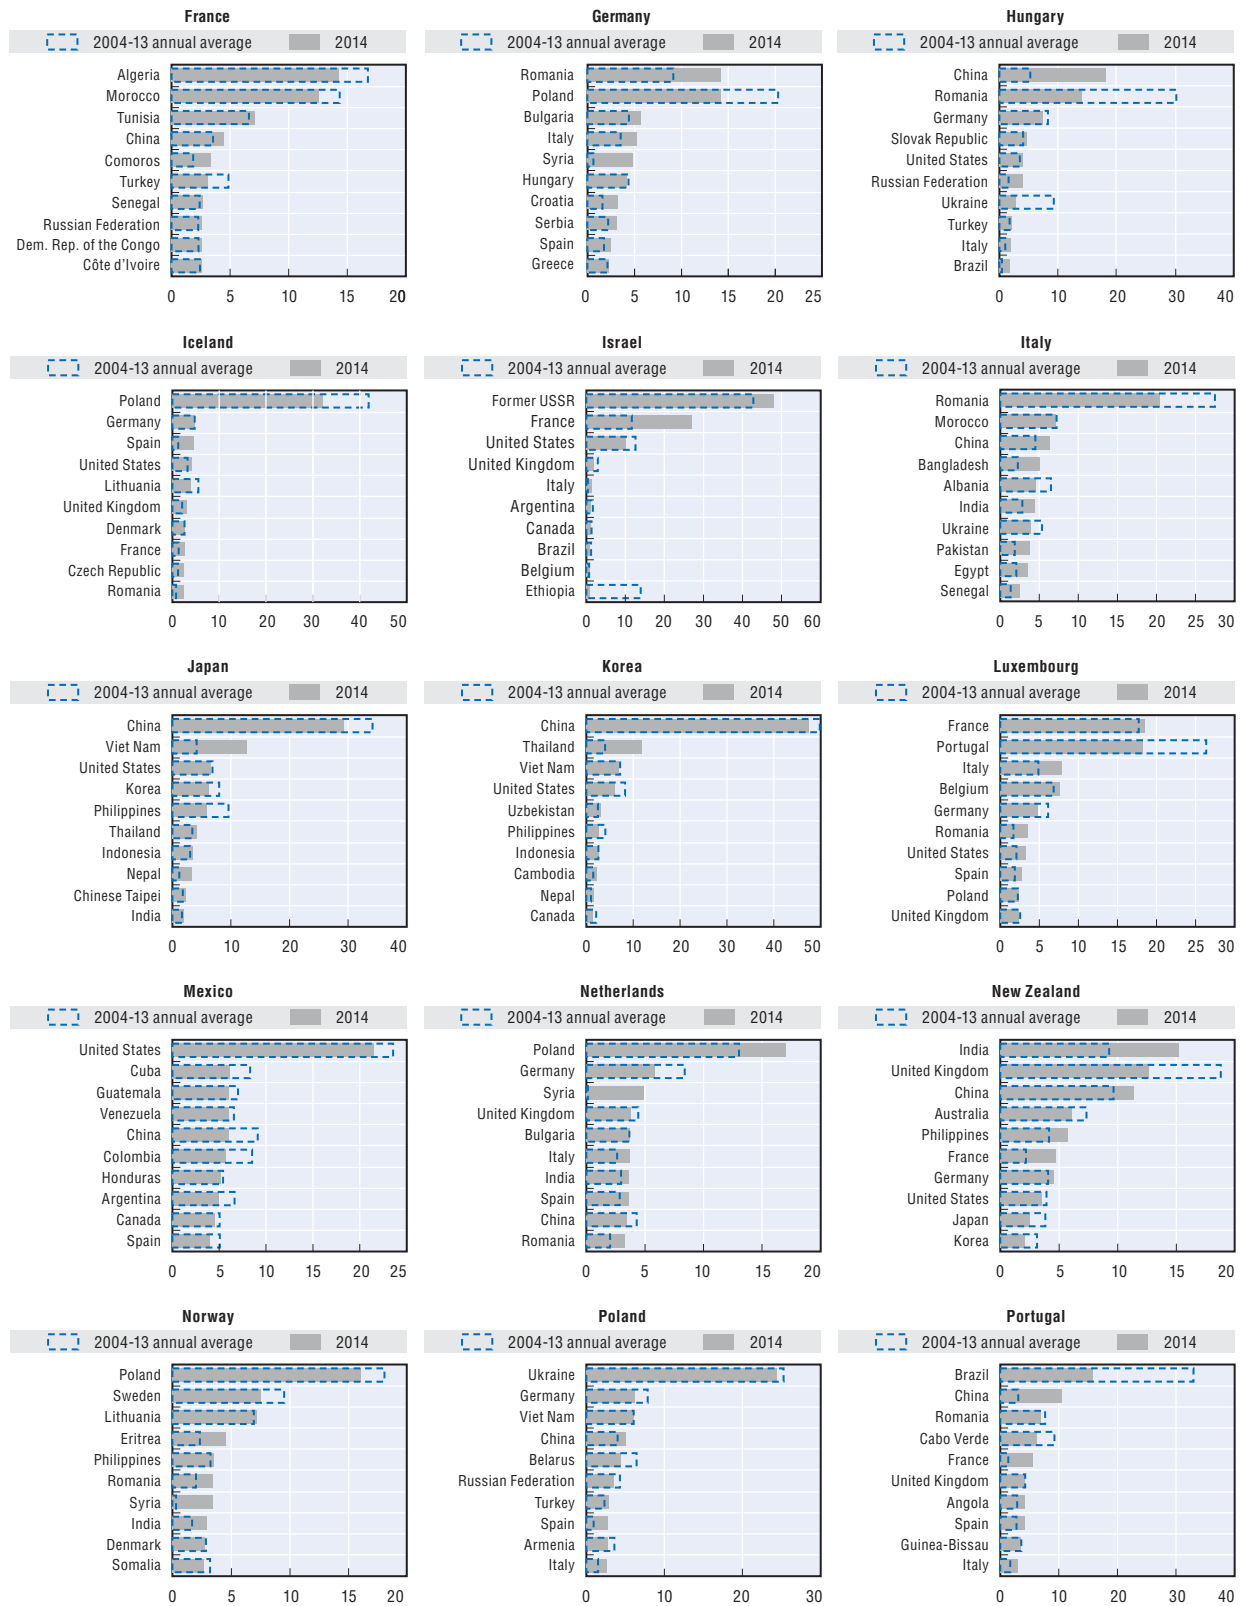 France
2004-13 annual average 2014
Algeria
Morocco
Tunisia
China
Comoros
Turkey
Senegal
Russian Federation
Dem. Rep. of the Congo
Côte d'Ivoire
0 5 10 15 20
Germany
2004-13 annual average 2014
Romania
Poland
Bulgaria
Italy
Syria
Hungary
Croatia
Serbia
Spain
Greece
0 5 10 15 20 25
Hungary
2004-13 annual average 2014
China
Romania
Germany
Slovak Republic
United States
Russian Federation
Ukraine
Turkey
Italy
Brazil
0 10 20 30 40
Iceland
2004-13 annual average 2014
Poland
Germany
Spain
United States
Lithuania
United Kingdom
Denmark
France
Czech Republic
Romania
0 10 20 30 40 50
Israel
2004-13 annual average 2014
Former USSR
France
United States
United Kingdom
Italy
Argentina
Canada
Brazil
Belgium
Ethiopia
0 10 20 30 40 50 60
Italy
2004-13 annual average 2014
Romania
Morocco
China
Bangladesh
Albania
India
Ukraine
Pakistan
Egypt
Senegal
0 5 10 15 20 25 30
Japan
2004-13 annual average 2014
China
Viet Nam
United States
Korea
Philippines
Thailand
Indonesia
Nepal
Chinese Taipei
India
0 10 20 30 40
Korea
2004-13 annual average 2014
China
Thailand
Viet Nam
United States
Uzbekistan
Philippines
Indonesia
Cambodia
Nepal
Canada
0 10 20 30 40 50
Luxembourg
2004-13 annual average 2014
France
Portugal
Italy
Belgium
Germany
Romania
United States
Spain
Poland
United Kingdom
0 5 10 15 20 25 30
Mexico
2004-13 annual average 2014
United States
Cuba
Guatemala
Venezuela
China
Colombia
Honduras
Argentina
Canada
Spain
0 5 10 15 20 25
Netherlands
2004-13 annual average 2014
Poland
Germany
Syria
United Kingdom
Bulgaria
Italy
India
Spain
China
Romania
0 5 10 15 20
New Zealand
2004-13 annual average 2014
India
United Kingdom
China
Australia
Philippines
France
Germany
United States
Japan
Korea
0 5 10 15 20
Norway
2004-13 annual average 2014
Poland
Sweden
Lithuania
Eritrea
Philippines
Romania
Syria
India
Denmark
Somalia
0 5 10 15 20
Poland
2004-13 annual average 2014
Ukraine
Germany
Viet Nam
China
Belarus
Russian Federation
Turkey
Spain
Armenia
Italy
0 10 20 30
Portugal
2004-13 annual average 2014
Brazil
China
Romania
Cabo Verde
France
United Kingdom
Angola
Spain
Guinea-Bissau
Italy
0 10 20 30 40